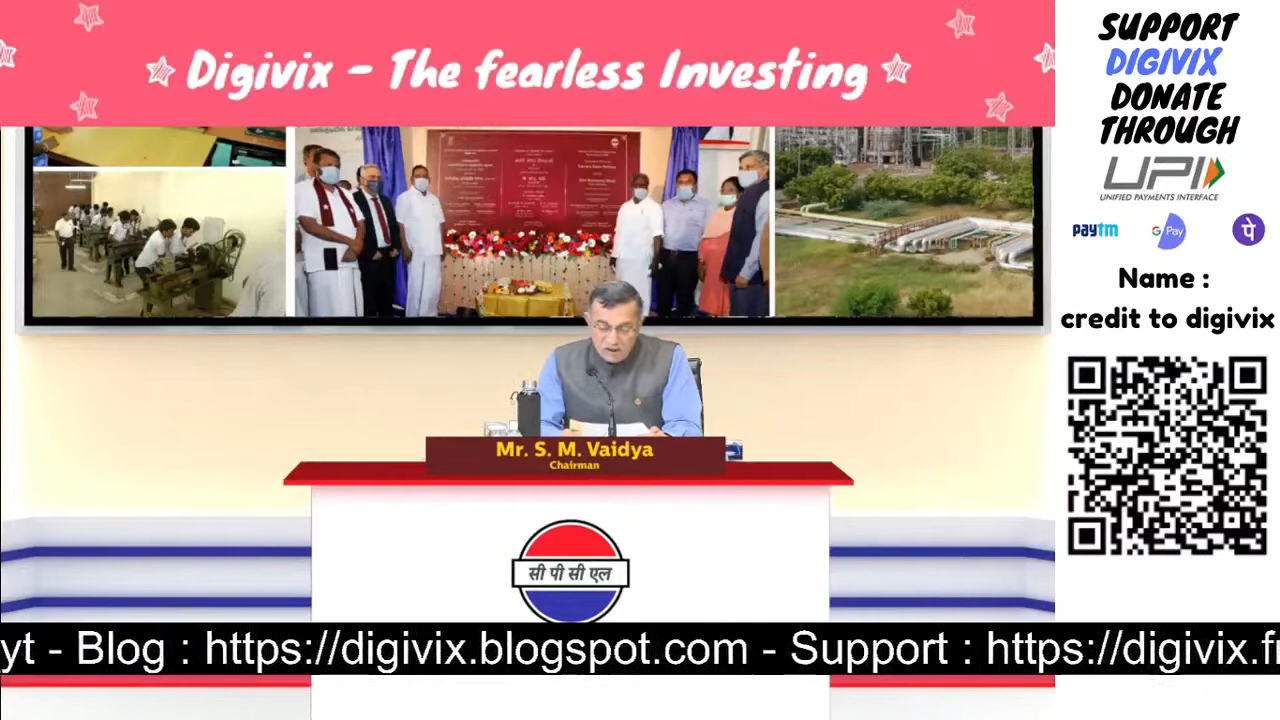 Digivix - The fearless Investing
SUPPORT
DIGIVIX
DONATE
THROUGH
UPI
UNIFIED PAYMENTS INTERFACE
paytm
G Pay
पे
Name :
credit to digivix
Mr. S. M. Vaidya
Chairman
सी पी सी एल
yt - Blog : https://digivix.blogspot.com - Support : https://digivix.f